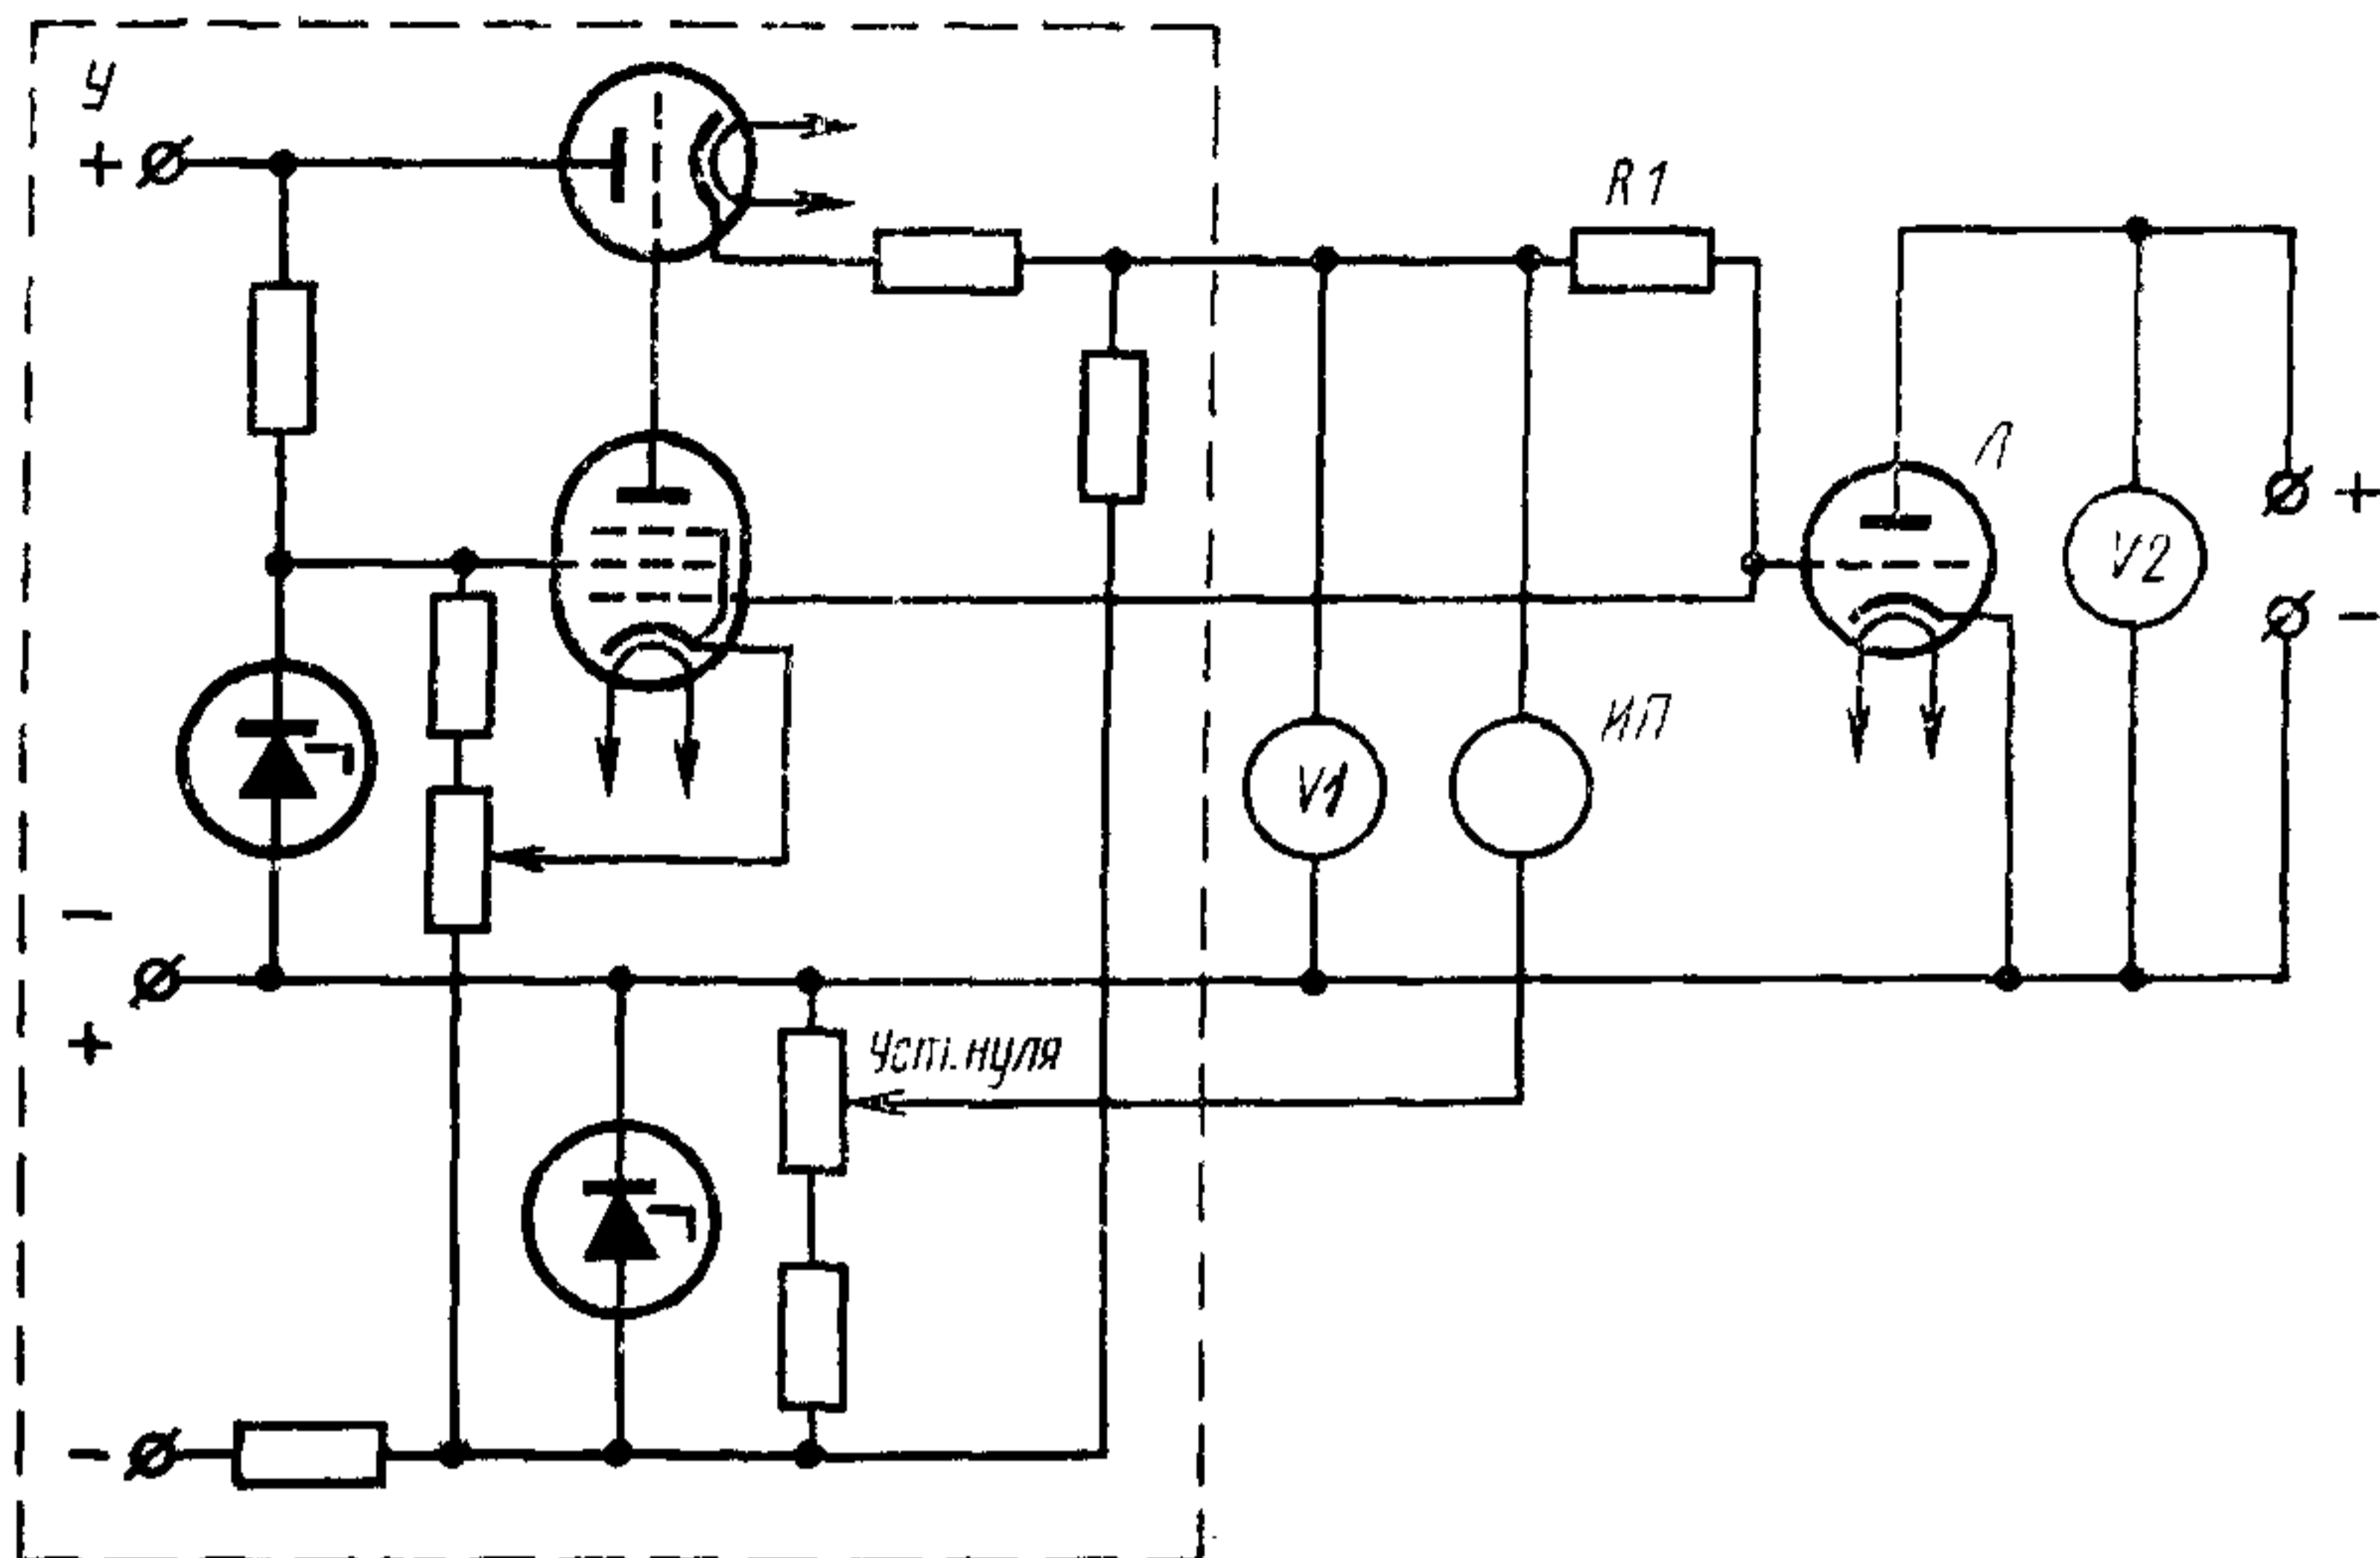 У
+
R1
Л
+
V2
-
ИП
V1
-
+
Уст. нуля
-